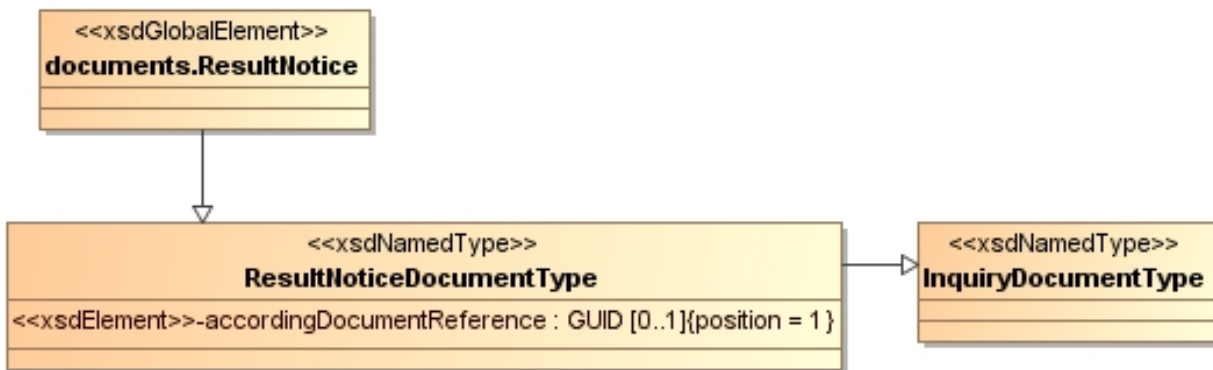 <<xsdGlobalElement>>
documents.ResultNotice
<<xsdNamedType>>
ResultNoticeDocumentType
<<xsdElement>>-accordingDocumentReference : GUID [0..1]{position = 1}
<<xsdNamedType>>
InquiryDocumentType